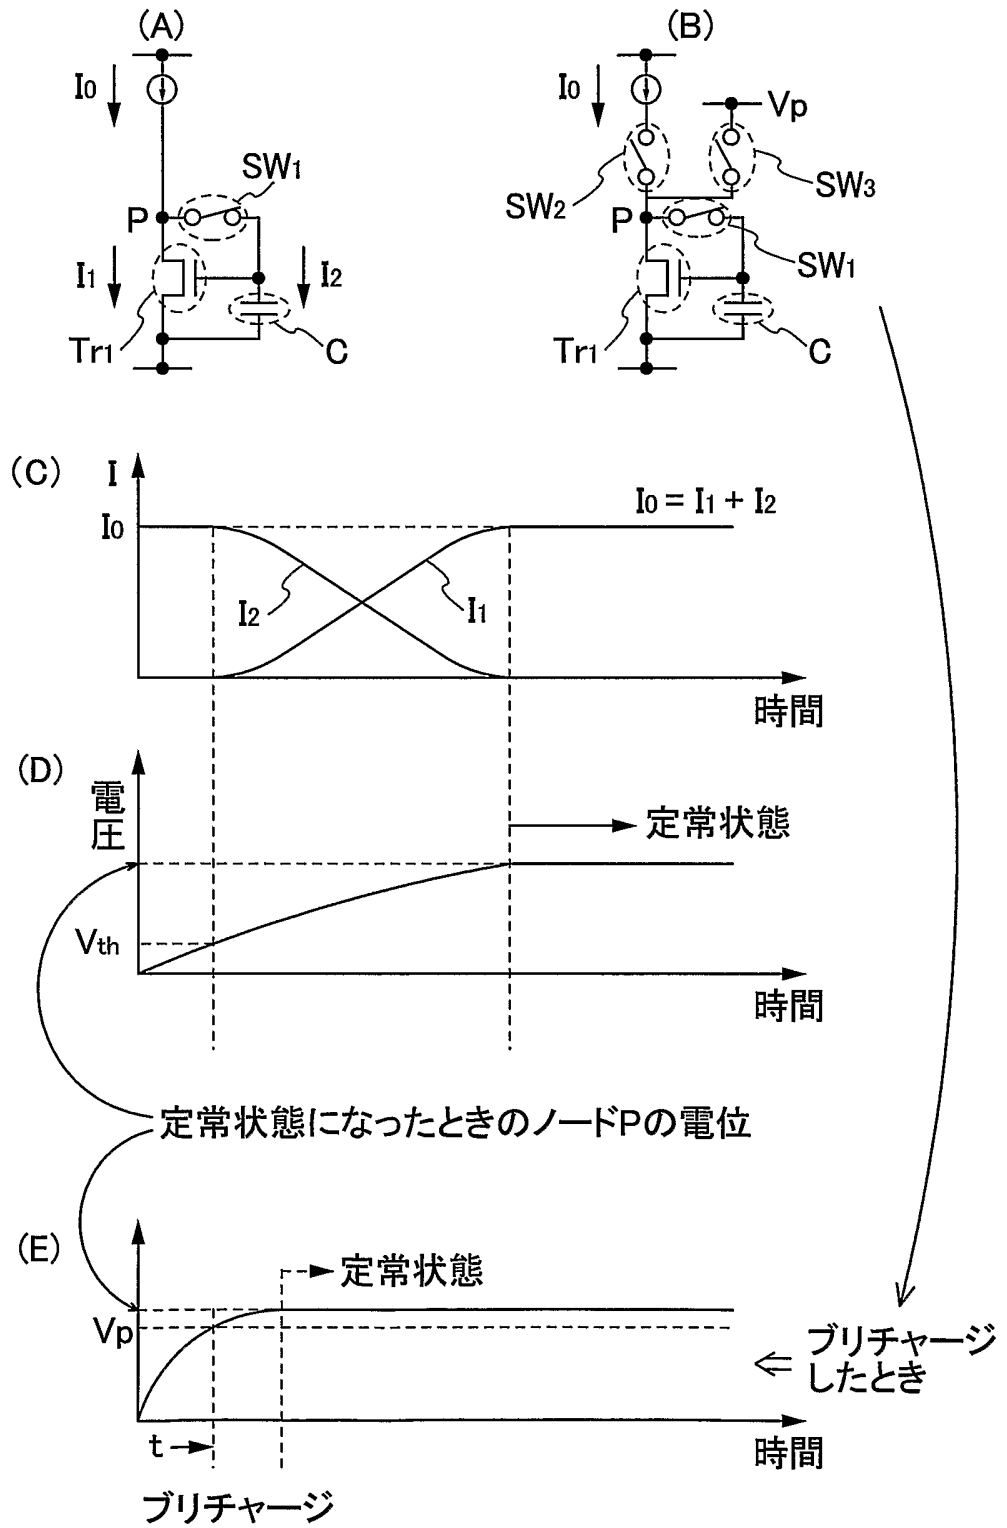 (A)
I0
SW1
P
I1
I2
Tr1
C
(B)
I0
Vp
SW2
SW3
P
SW1
Tr1
C
(C)
I
I0
I0 = I1 + I2
I2
I1
時間
(D)
電圧
定常状態
Vth
時間
定常状態になったときのノードPの電位
(E)
定常状態
Vp
ブリチャージ
したとき
t
時間
ブリチャージ